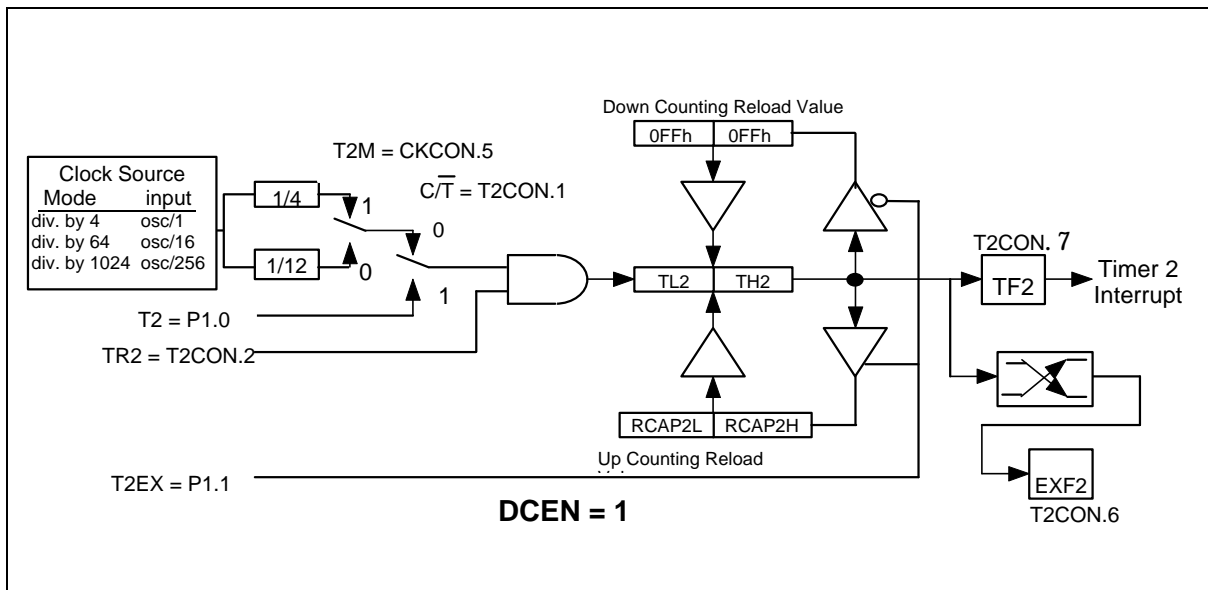 Down Counting Reload Value
0FFh 0FFh
T2M = CKCON.5
C/T̅ = T2CON.1
Clock Source
Mode input
div. by 4 osc/1
div. by 64 osc/16
div. by 1024 osc/256
1/4
1
0
1/12
0
1
T2 = P1.0
TR2 = T2CON.2
TL2 TH2
T2CON. 7
TF2
Timer 2
Interrupt
RCAP2L RCAP2H
Up Counting Reload
T2EX = P1.1
EXF2
T2CON.6
DCEN = 1